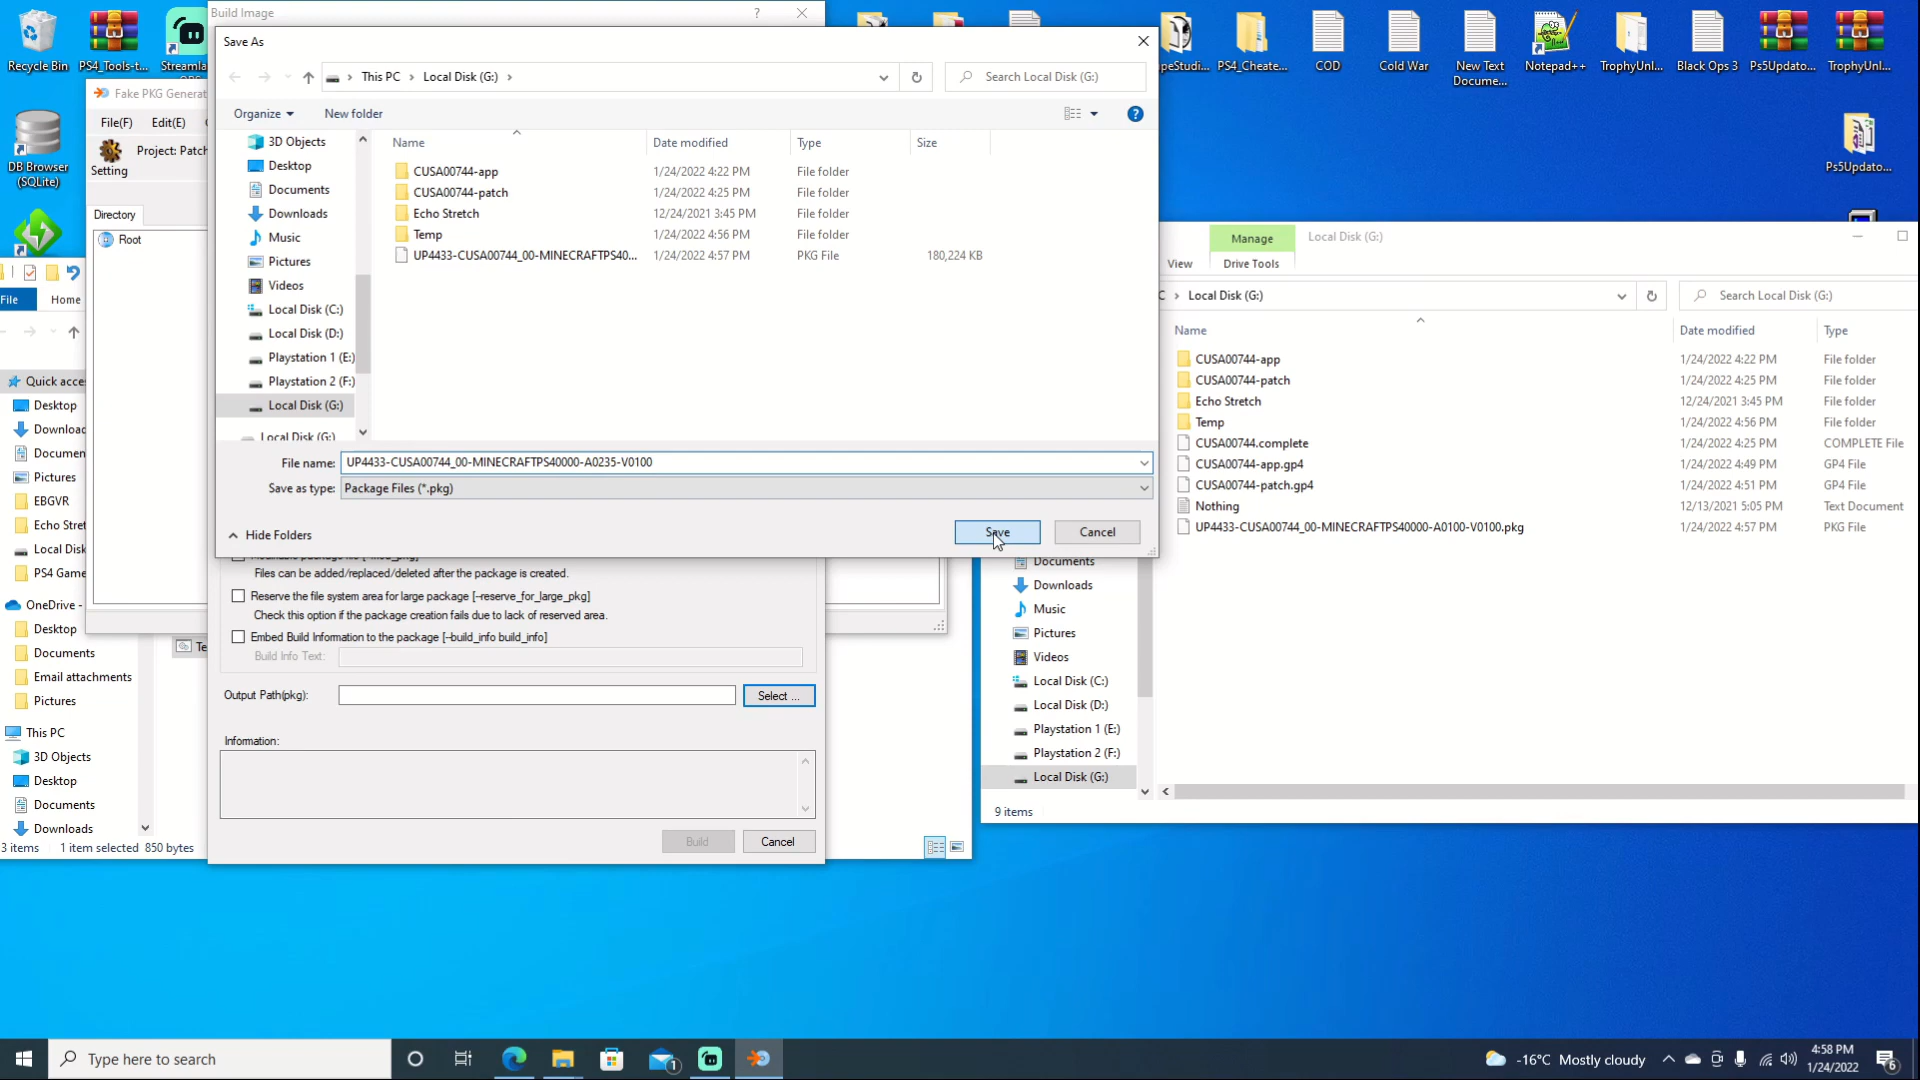 Build Image
?
Recycle Bin
PS4_Tools-t...
Save As
This PC > Local Disk (G:) >
Search Local Disk (G:)
Organize
New folder
3D Objects
Desktop
Documents
Downloads
Music
Pictures
Videos
Local Disk (C:)
Local Disk (D:)
Playstation 1 (E:)
Playstation 2 (F:)
Local Disk (G:)
Local Disk (G:)
Name Date modified Type Size
CUSA00744-app 1/24/2022 4:22 PM File folder
CUSA00744-patch 1/24/2022 4:25 PM File folder
Echo Stretch 12/24/2021 3:45 PM File folder
Temp 1/24/2022 4:56 PM File folder
UP4433-CUSA00744_00-MINECRAFTPS40... 1/24/2022 4:57 PM PKG File 180,224 KB
File name: UP4433-CUSA00744_00-MINECRAFTPS40000-A0235-V0100
Save as type: Package Files (*.pkg)
Hide Folders
Save
Cancel
Files can be added/replaced/deleted after the package is created.
Reserve the file system area for large package [--reserve_for_large_pkg]
Check this option if the package creation fails due to lack of reserved area.
Embed Build Information to the package [--build_info build_info]
Build Info Text:
Output Path(pkg):
Select ...
Information:
Build
Cancel
Fake PKG Generat
File(F) Edit(E)
Project: Patch
Setting
Directory
Root
DB Browser
(SQLite)
File
Home
Quick acce
Desktop
Downloac
Documen
Pictures
EBGVR
Echo Stret
Local Disk
PS4 Game
OneDrive -
Desktop
Documents
Email attachments
Pictures
This PC
3D Objects
Desktop
Documents
Downloads
3 items 1 item selected 850 bytes
peStudi...
PS4_Cheate...
COD
Cold War
New Text
Docume...
Notepad++
TrophyUnl...
Black Ops 3
Ps5Updato...
TrophyUnl...
Ps5Updato...
Manage
Local Disk (G:)
View
Drive Tools
C > Local Disk (G:)
Search Local Disk (G:)
Name Date modified Type
CUSA00744-app 1/24/2022 4:22 PM File folder
CUSA00744-patch 1/24/2022 4:25 PM File folder
Echo Stretch 12/24/2021 3:45 PM File folder
Temp 1/24/2022 4:56 PM File folder
CUSA00744.complete 1/24/2022 4:25 PM COMPLETE File
CUSA00744-app.gp4 1/24/2022 4:49 PM GP4 File
CUSA00744-patch.gp4 1/24/2022 4:51 PM GP4 File
Nothing 12/13/2021 5:05 PM Text Document
UP4433-CUSA00744_00-MINECRAFTPS40000-A0100-V0100.pkg 1/24/2022 4:57 PM PKG File
Documents
Downloads
Music
Pictures
Videos
Local Disk (C:)
Local Disk (D:)
Playstation 1 (E:)
Playstation 2 (F:)
Local Disk (G:)
9 items
Type here to search
1
-16°C Mostly cloudy
4:58 PM
1/24/2022
6